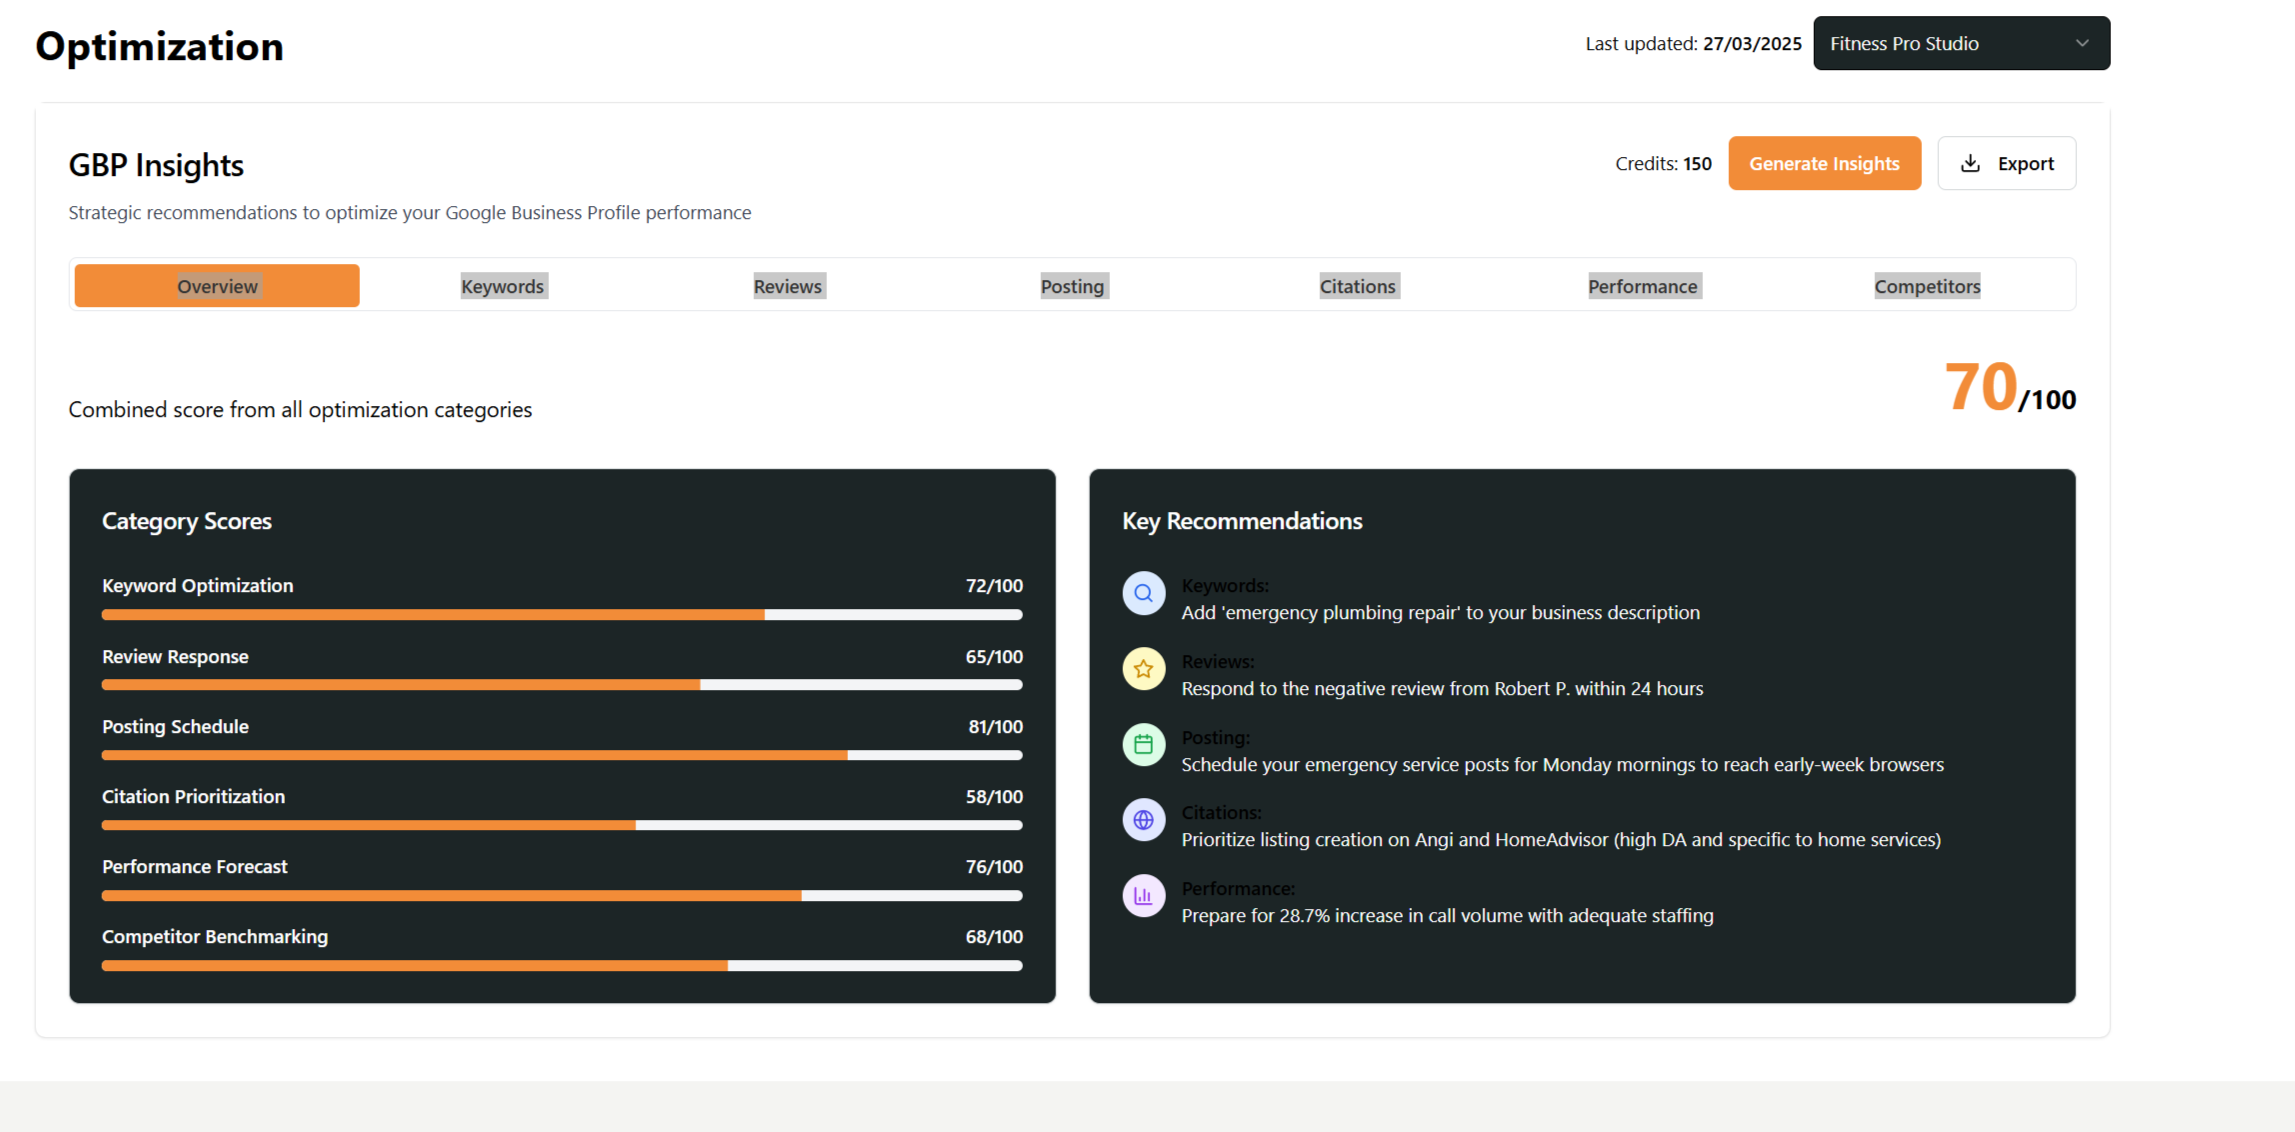 Optimization
Last updated: 27/03/2025
Fitness Pro Studio
GBP Insights
Credits: 150
Generate Insights
Export
Strategic recommendations to optimize your Google Business Profile performance
Overview
Keywords
Reviews
Posting
Citations
Performance
Competitors
Combined score from all optimization categories
70/100
Category Scores
Keyword Optimization 72/100
Review Response 65/100
Posting Schedule 81/100
Citation Prioritization 58/100
Performance Forecast 76/100
Competitor Benchmarking 68/100
Key Recommendations
Keywords:
Add 'emergency plumbing repair' to your business description
Reviews:
Respond to the negative review from Robert P. within 24 hours
Posting:
Schedule your emergency service posts for Monday mornings to reach early-week browsers
Citations:
Prioritize listing creation on Angi and HomeAdvisor (high DA and specific to home services)
Performance:
Prepare for 28.7% increase in call volume with adequate staffing